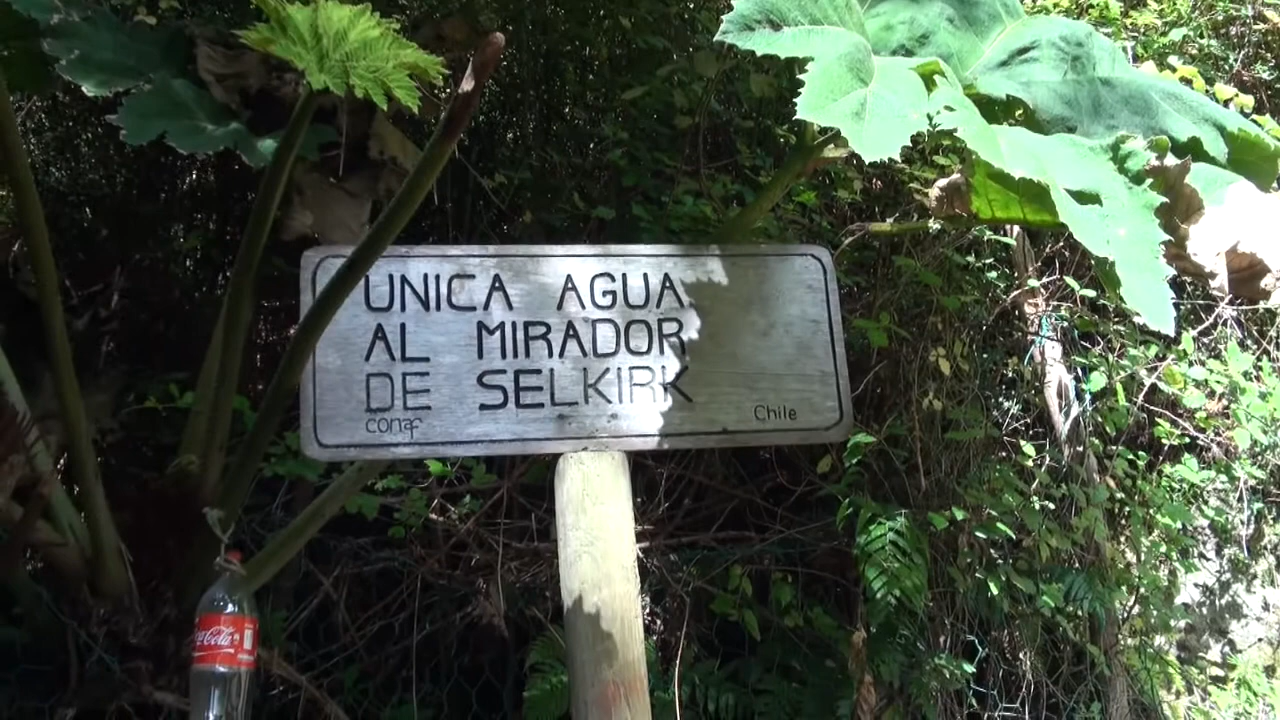 UNICA AGUA
AL MIRADOR
DE SELKIRK
conaf
Chile
Coca-Cola